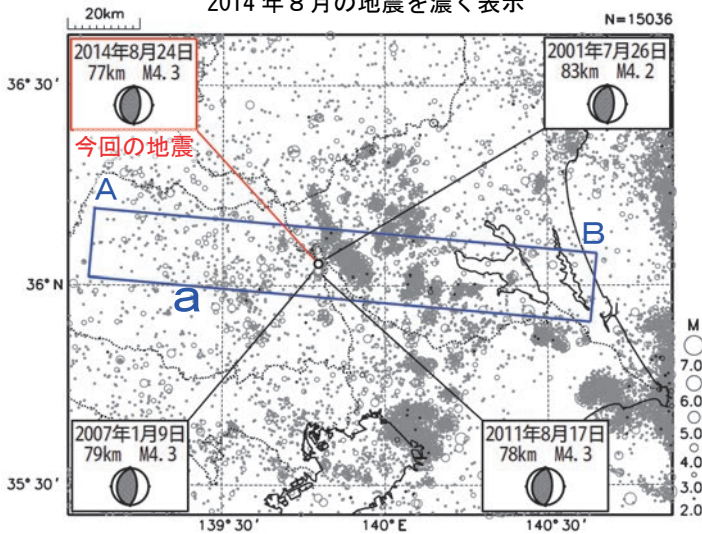 2014年8月の地震を濃く表示
20km
N=15036
2014年8月24日
77km M4.3
今回の地震
2001年7月26日
83km M4.2
36°30′
A
B
36°N
a
M
7.0
6.0
5.0
4.0
3.0
2.0
2007年1月9日
79km M4.3
2011年8月17日
78km M4.3
35°30′
139°30′
140°E
140°30′